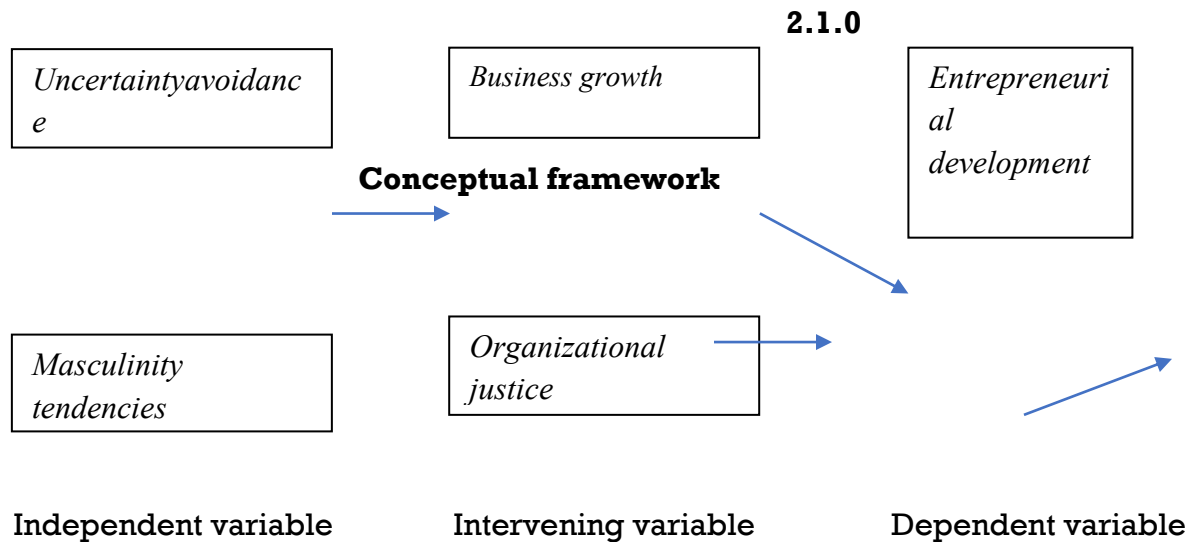 2.1.0
Uncertaintyavoidanc
e
Business growth
Entrepreneuri
al
development
Conceptual framework
Masculinity
tendencies
Organizational
justice
Independent variable
Intervening variable
Dependent variable